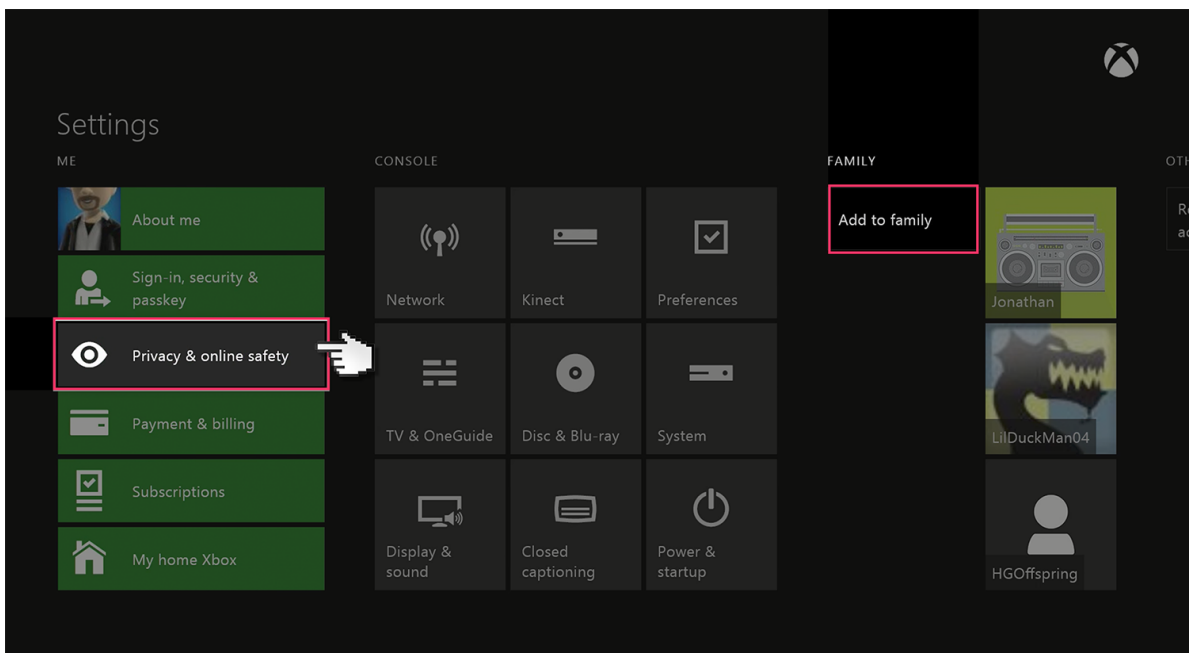 Settings
ME
About me
Sign-in, security &
passkey
Privacy & online safety
Payment & billing
Subscriptions
My home Xbox
CONSOLE
Network
Kinect
Preferences
TV & OneGuide
Disc & Blu-ray
System
Display &
sound
Closed
captioning
Power &
startup
FAMILY
Add to family
Jonathan
LilDuckMan04
HGOffspring